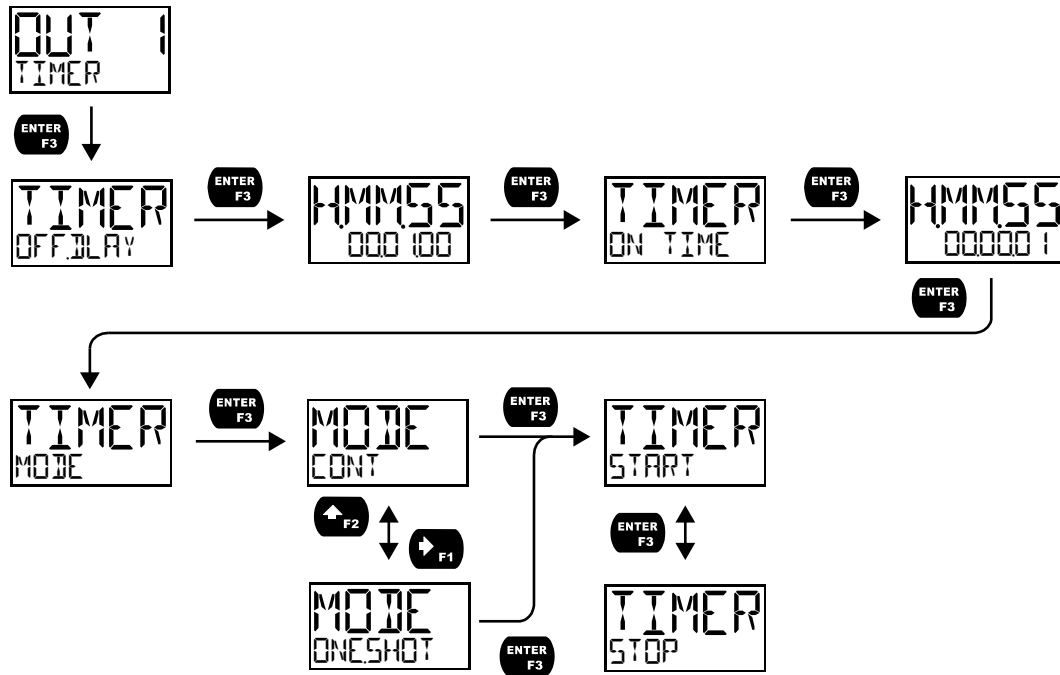 OUT 1
TIMER
ENTER
F3
TIMER
OFF.DLAY
ENTER
F3
H.MM.SS
00.01.00
ENTER
F3
TIMER
ON TIME
ENTER
F3
H.MM.SS
00.00.01
ENTER
F3
TIMER
MODE
ENTER
F3
MODE
CONT
F2
F1
MODE
ONE.SHOT
ENTER
F3
ENTER
F3
TIMER
START
ENTER
F3
TIMER
STOP